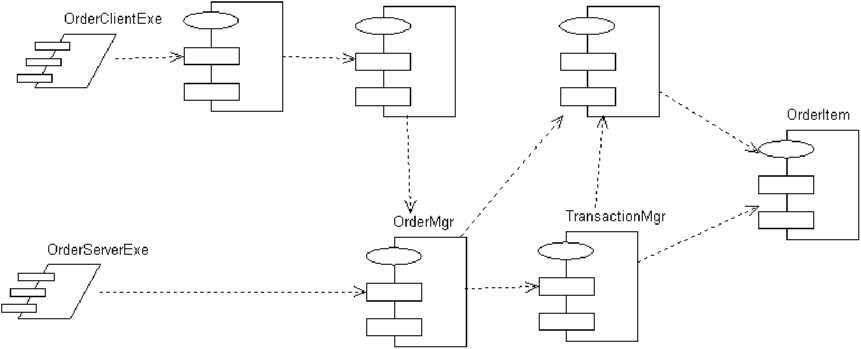 OrderClientExe
OrderItem
OrderMgr
TransactionMgr
OrderServerExe